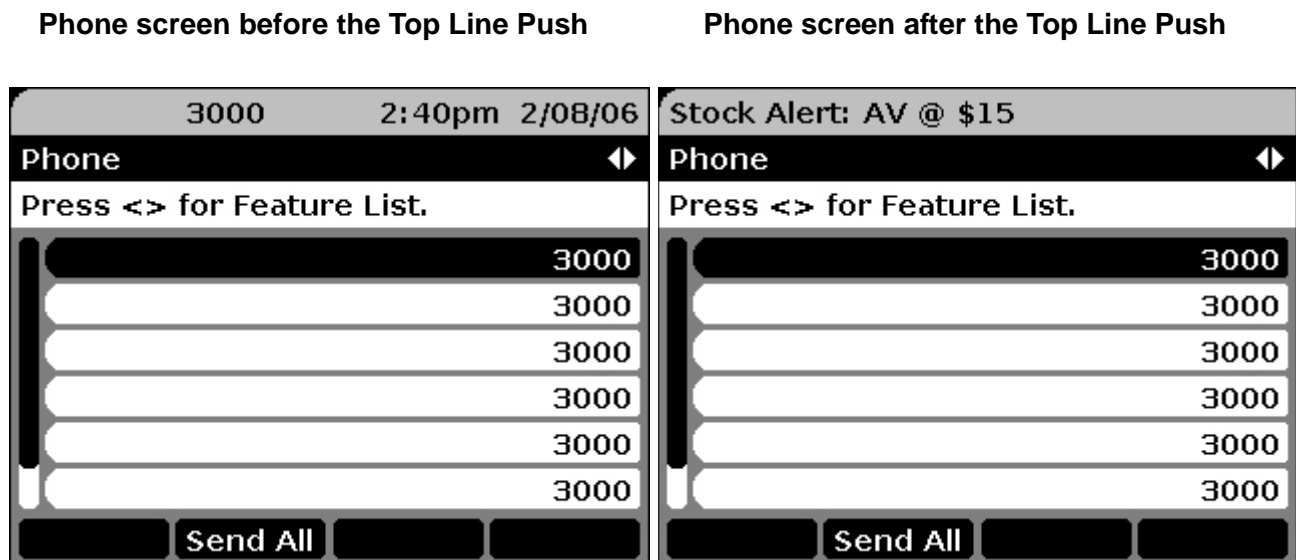 Phone screen before the Top Line Push
3000 2:40pm 2/08/06
Phone
Press <> for Feature List.
3000
3000
3000
3000
3000
3000
Send All
Phone screen after the Top Line Push
Stock Alert: AV @ $15
Phone
Press <> for Feature List.
3000
3000
3000
3000
3000
3000
Send All